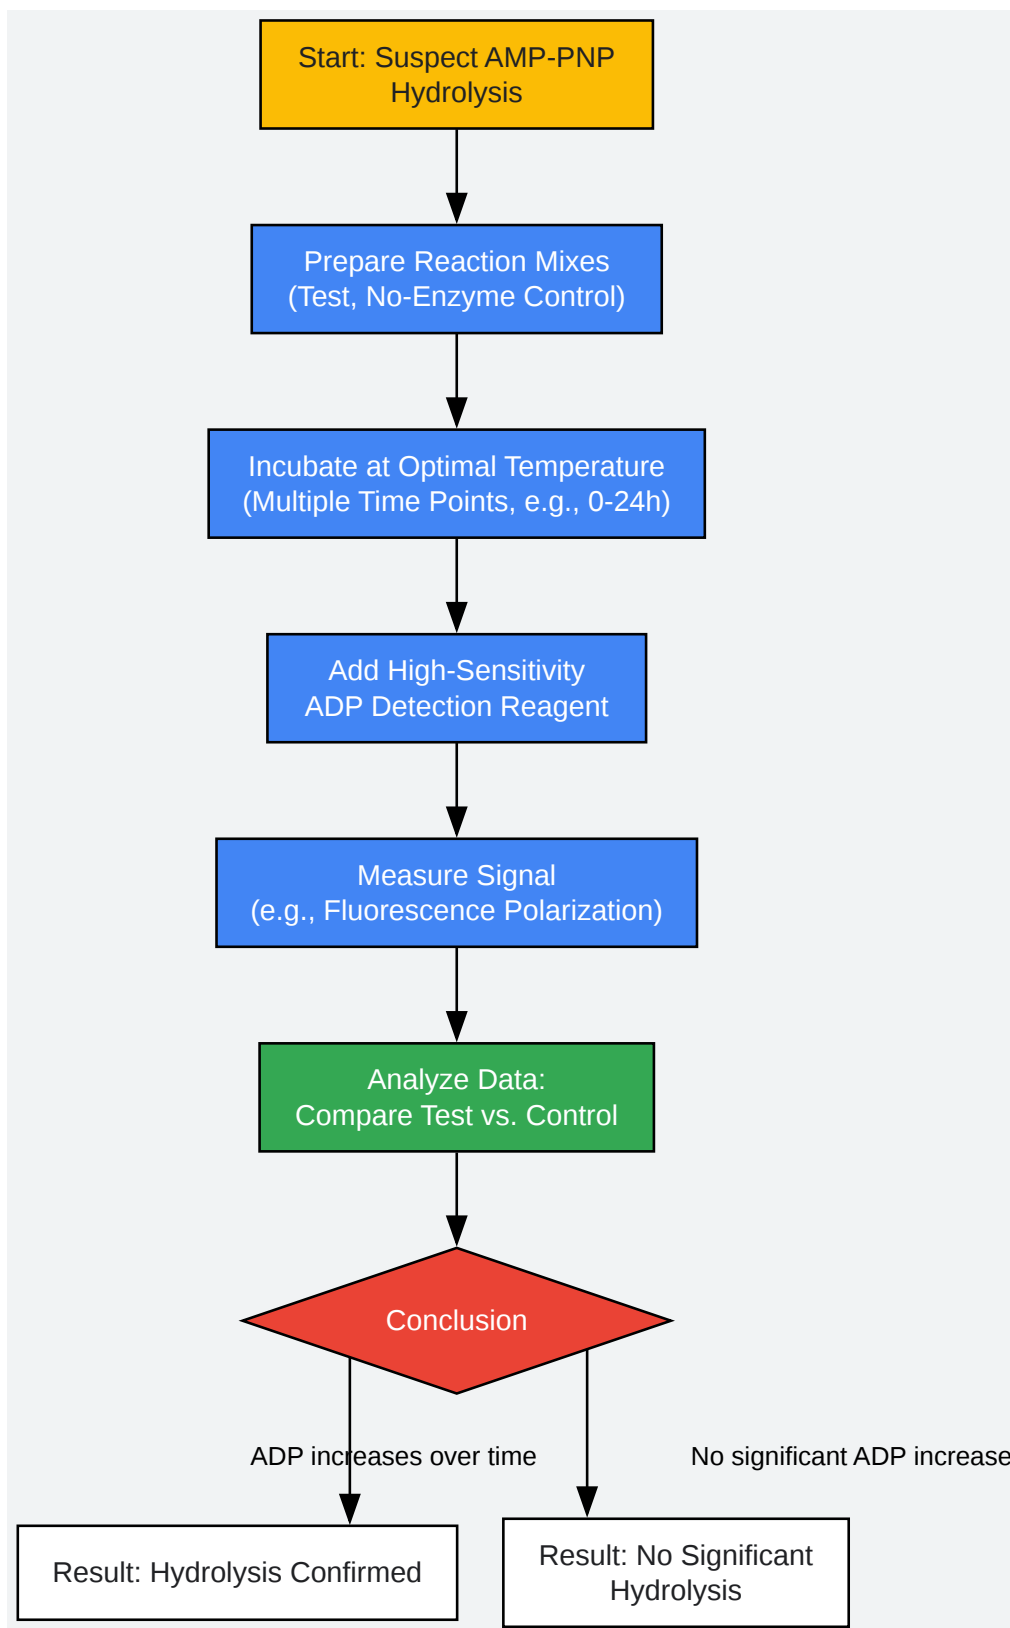 Start: Suspect AMP-PNP
Hydrolysis
Prepare Reaction Mixes
(Test, No-Enzyme Control)
Incubate at Optimal Temperature
(Multiple Time Points, e.g., 0-24h)
Add High-Sensitivity
ADP Detection Reagent
Measure Signal
(e.g., Fluorescence Polarization)
Analyze Data:
Compare Test vs. Control
Conclusion
ADP increases over time
No significant ADP increase
Result: Hydrolysis Confirmed
Result: No Significant
Hydrolysis